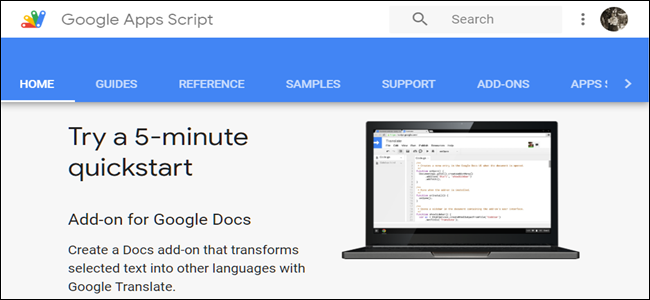 Google Apps Script
Search
HOME GUIDES REFERENCE SAMPLES SUPPORT ADD-ONS APPS
Try a 5-minute
quickstart
Add-on for Google Docs
Create a Docs add-on that transforms
selected text into other languages with
Google Translate.